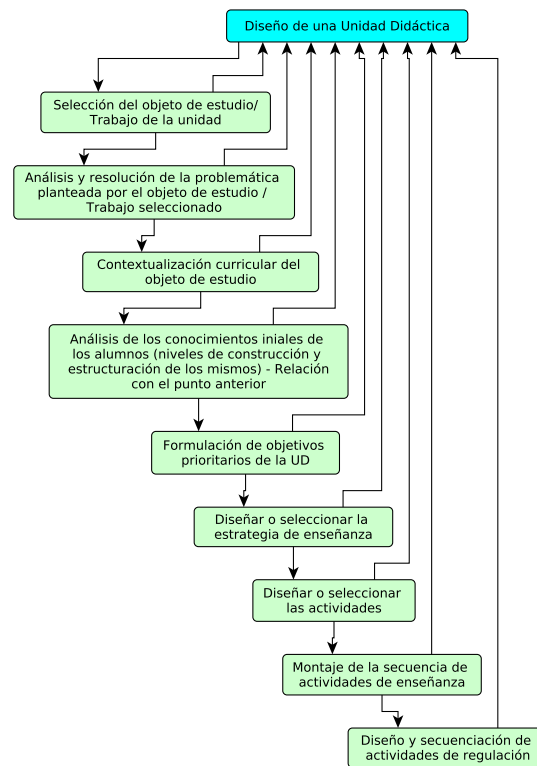 Diseño de una Unidad Didáctica
Selección del objeto de estudio/
Trabajo de la unidad
Análisis y resolución de la problemática
planteada por el objeto de estudio /
Trabajo seleccionado
Contextualización curricular del
objeto de estudio
Análisis de los conocimientos iniales de
los alumnos (niveles de construcción y
estructuración de los mismos) - Relación
con el punto anterior
Formulación de objetivos
prioritarios de la UD
Diseñar o seleccionar la
estrategia de enseñanza
Diseñar o seleccionar
las actividades
Montaje de la secuencia de
actividades de enseñanza
Diseño y secuenciación de
actividades de regulación